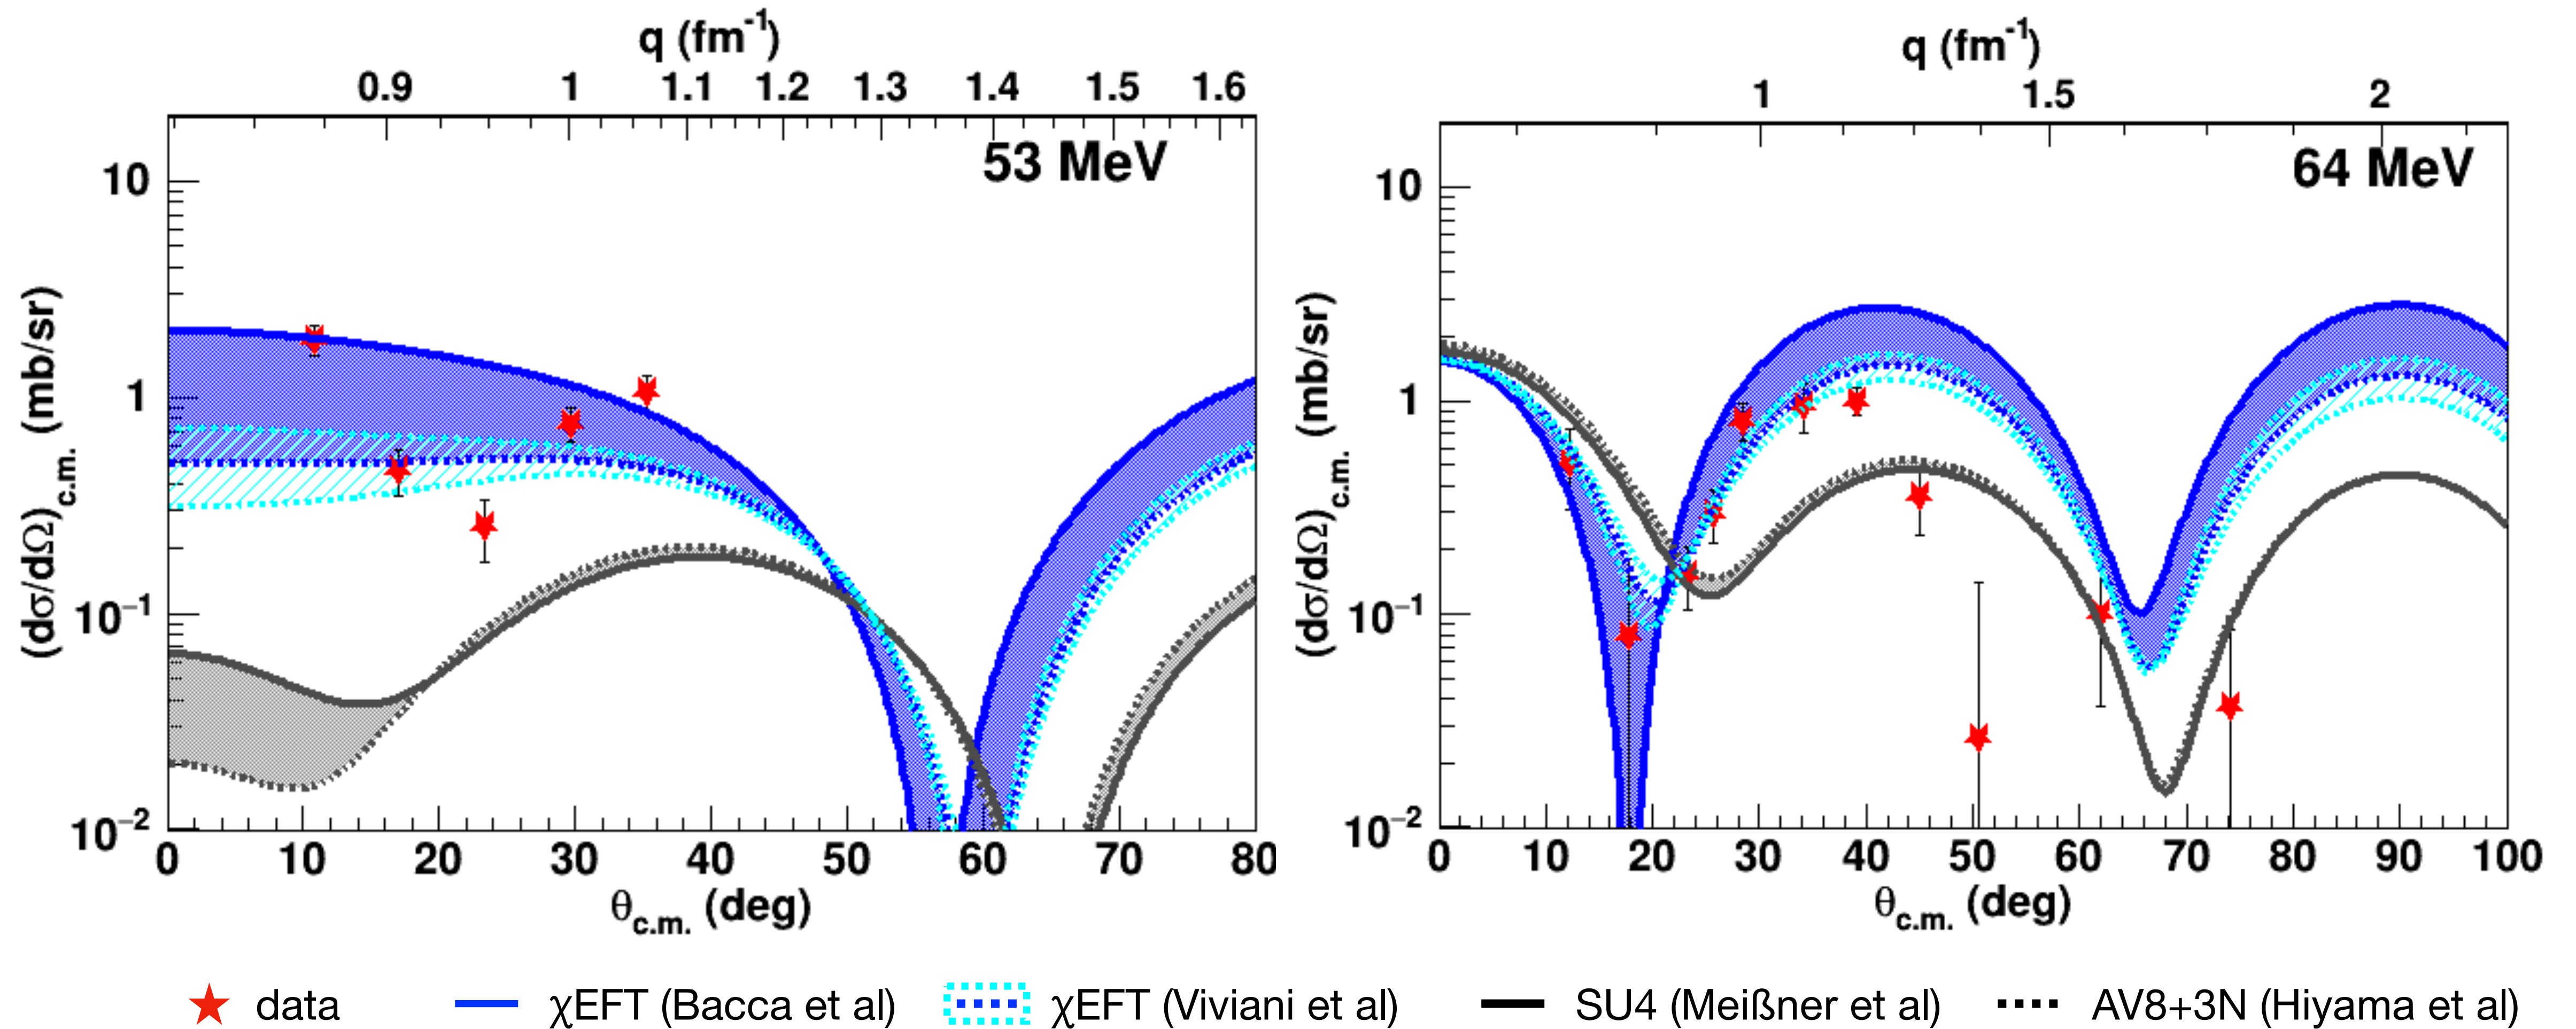 q (fm⁻¹)
0.9 1 1.1 1.2 1.3 1.4 1.5 1.6
53 MeV
(dσ/dΩ)c.m. (mb/sr)
10
1
10⁻¹
10⁻²
0 10 20 30 40 50 60 70 80
θc.m. (deg)
q (fm⁻¹)
1 1.5 2
64 MeV
(dσ/dΩ)c.m. (mb/sr)
10
1
10⁻¹
10⁻²
0 10 20 30 40 50 60 70 80 90 100
θc.m. (deg)
data χEFT (Bacca et al) χEFT (Viviani et al) SU4 (Meißner et al) AV8+3N (Hiyama et al)